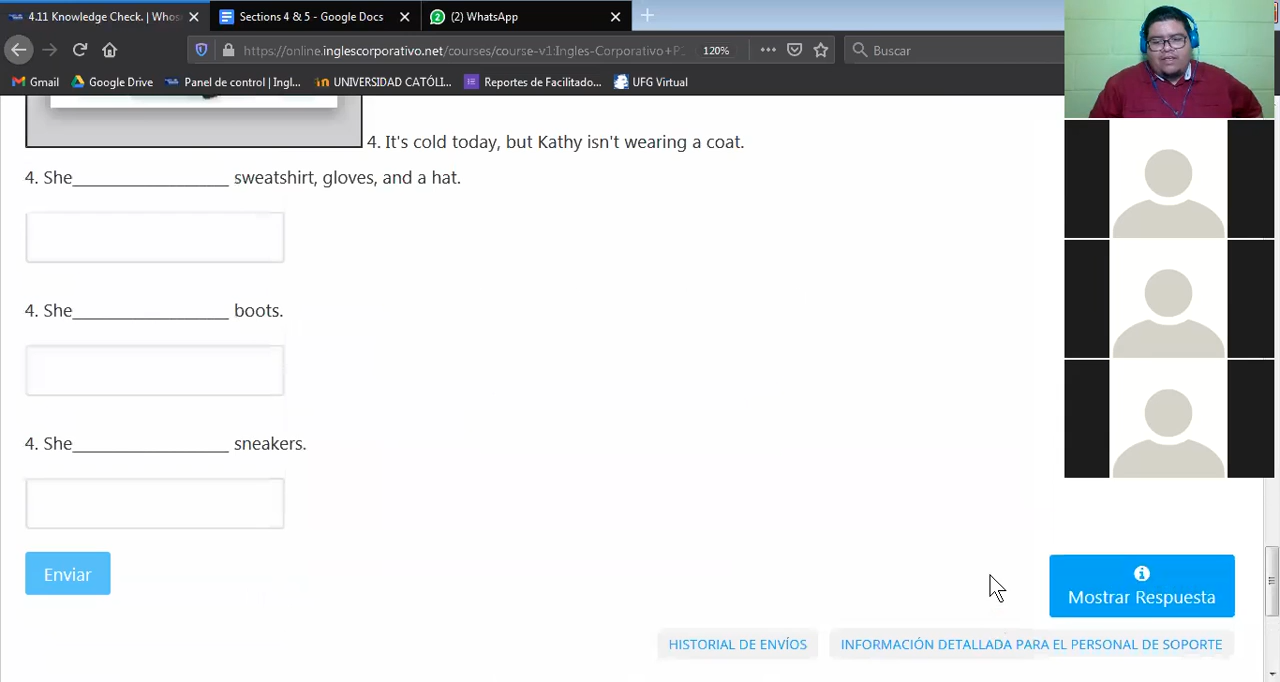 4.11 Knowledge Check. | Whos
Sections 4 & 5 - Google Docs
2
(2) WhatsApp
https://online.inglescorporativo.net/courses/course-v1:Ingles-Corporativo+P
120%
Buscar
Gmail
Google Drive
Panel de control | Ingl...
UNIVERSIDAD CATÓLI...
Reportes de Facilitado...
UFG Virtual
4. It's cold today, but Kathy isn't wearing a coat.
4. She__________________ sweatshirt, gloves, and a hat.
4. She__________________ boots.
4. She__________________ sneakers.
Enviar
Mostrar Respuesta
HISTORIAL DE ENVÍOS
INFORMACIÓN DETALLADA PARA EL PERSONAL DE SOPORTE